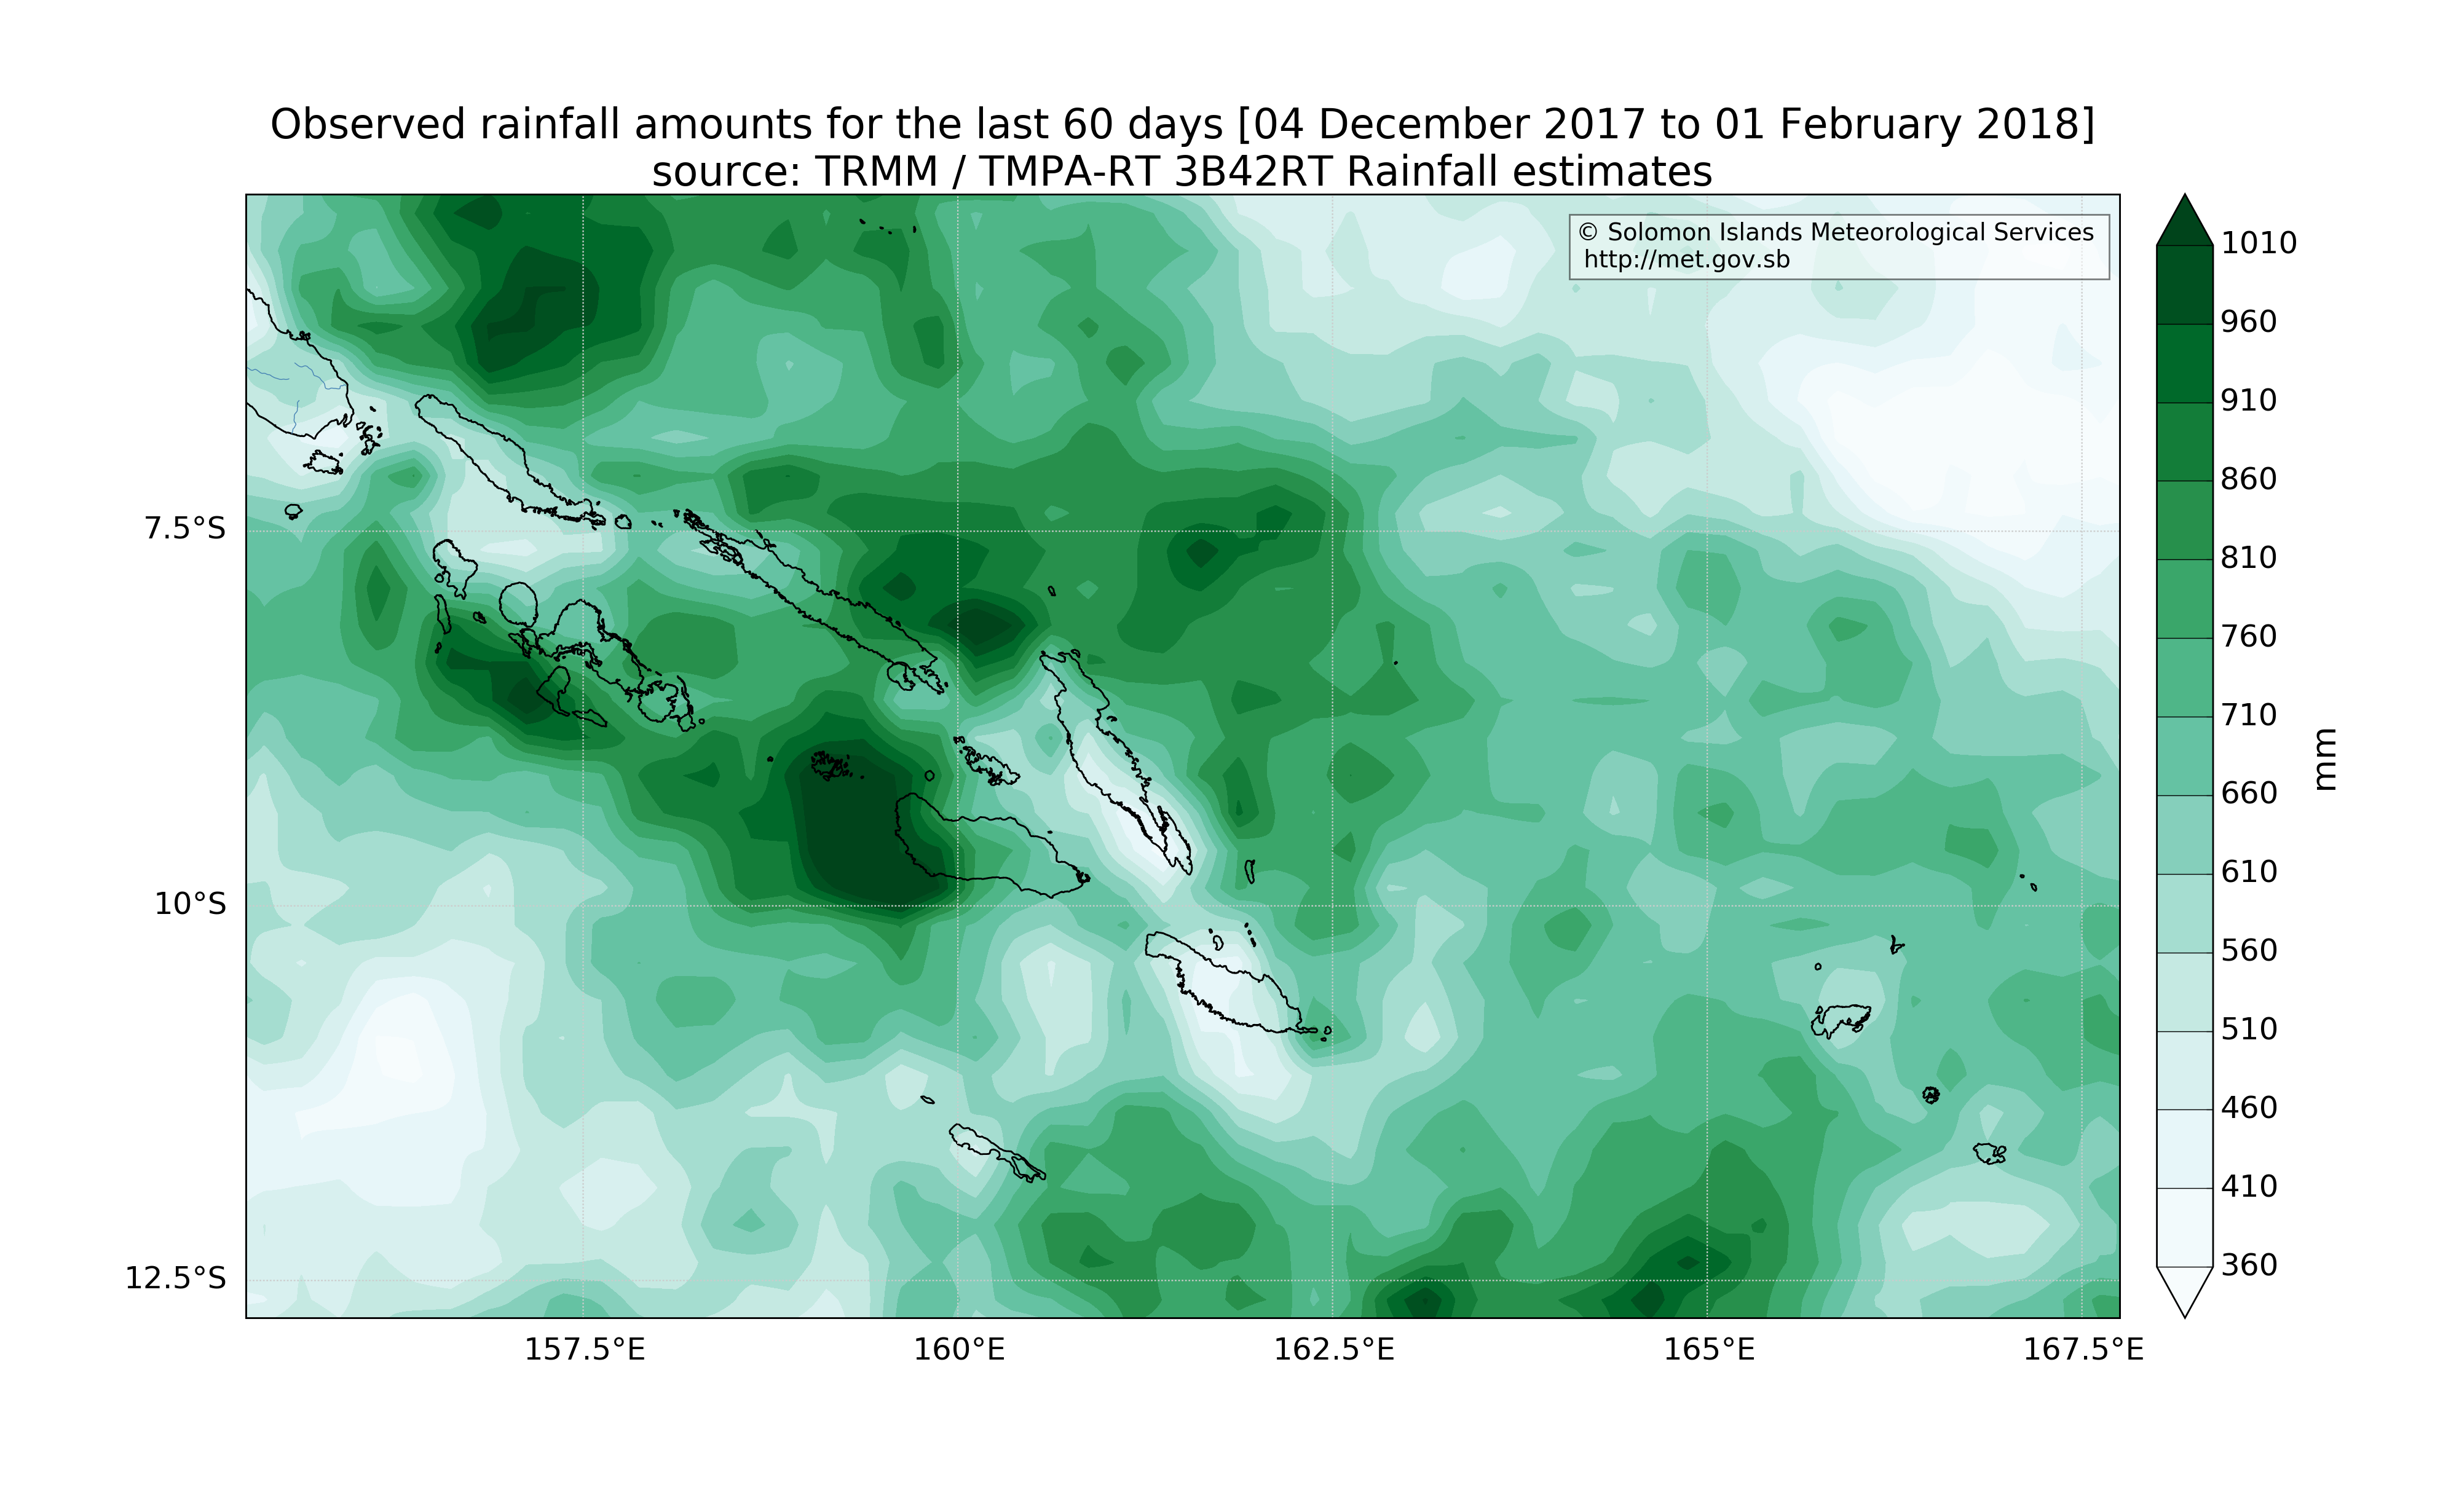 Observed rainfall amounts for the last 60 days [04 December 2017 to 01 February 2018]
source: TRMM / TMPA-RT 3B42RT Rainfall estimates
© Solomon Islands Meteorological Services
http://met.gov.sb
7.5°S
10°S
12.5°S
157.5°E
160°E
162.5°E
165°E
167.5°E
1010
960
910
860
810
760
710
660
610
560
510
460
410
360
mm